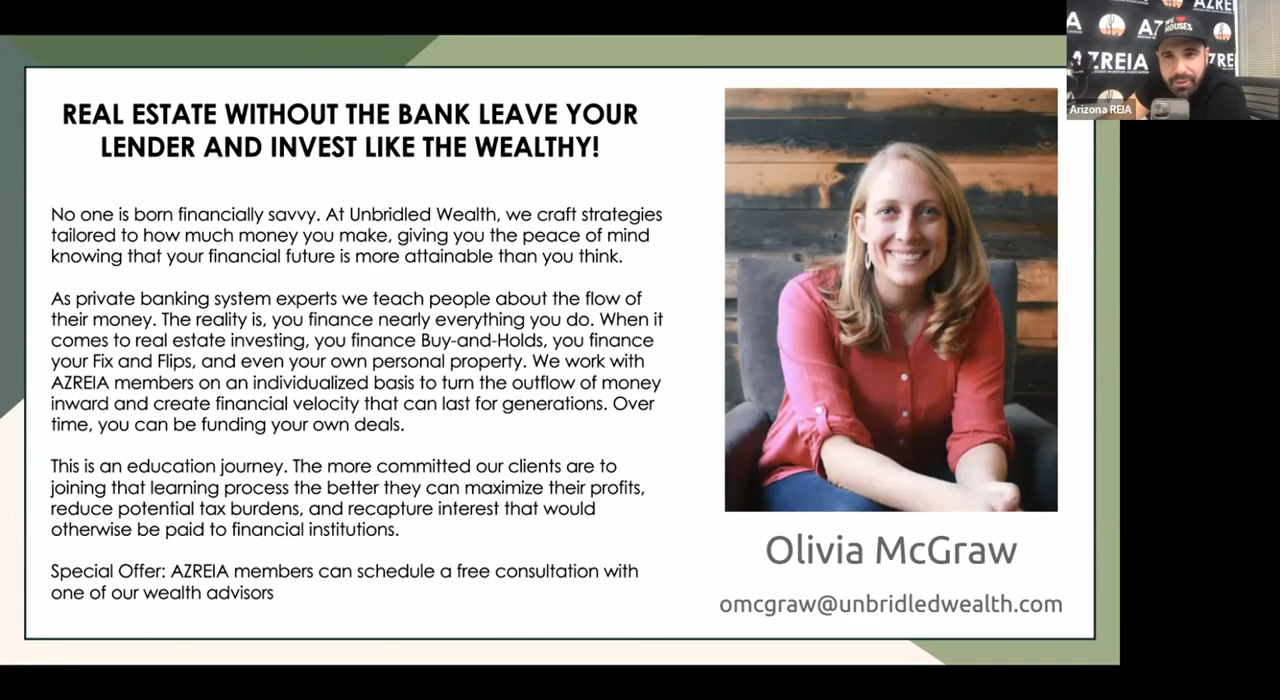 REAL ESTATE WITHOUT THE BANK LEAVE YOUR
LENDER AND INVEST LIKE THE WEALTHY!
No one is born financially savvy. At Unbridled Wealth, we craft strategies
tailored to how much money you make, giving you the peace of mind
knowing that your financial future is more attainable than you think.
As private banking system experts we teach people about the flow of
their money. The reality is, you finance nearly everything you do. When it
comes to real estate investing, you finance Buy-and-Holds, you finance
your Fix and Flips, and even your own personal property. We work with
AZREIA members on an individualized basis to turn the outflow of money
inward and create financial velocity that can last for generations. Over
time, you can be funding your own deals.
This is an education journey. The more committed our clients are to
joining that learning process the better they can maximize their profits,
reduce potential tax burdens, and recapture interest that would
otherwise be paid to financial institutions.
Special Offer: AZREIA members can schedule a free consultation with
one of our wealth advisors
Olivia McGraw
omcgraw@unbridledwealth.com
AZREI
A
AZ
WE ❤ HOUSES
AZREIA
ZRE
Arizona REIA